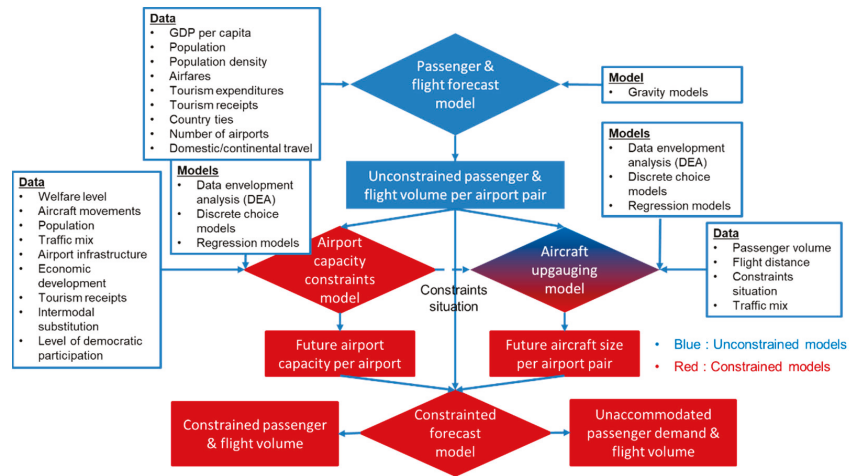 Data
• GDP per capita
• Population
• Population density
• Airfares
• Tourism expenditures
• Tourism receipts
• Country ties
• Number of airports
• Domestic/continental travel
Passenger &
flight forecast
model
Model
• Gravity models
Models
• Data envelopment
analysis (DEA)
• Discrete choice
models
• Regression models
Unconstrained passenger &
flight volume per airport pair
Models
• Data envelopment
analysis (DEA)
• Discrete choice
models
• Regression models
Data
• Welfare level
• Aircraft movements
• Population
• Traffic mix
• Airport infrastructure
• Economic
development
• Tourism receipts
• Intermodal
substitution
• Level of democratic
participation
Airport
capacity
constraints
model
Constraints
situation
Aircraft
upgauging
model
Data
• Passenger volume
• Flight distance
• Constraints
situation
• Traffic mix
Future airport
capacity per airport
Future aircraft size
per airport pair
• Blue : Unconstrained models
• Red : Constrained models
Constrained passenger
& flight volume
Constrainted
forecast
model
Unaccommodated
passenger demand &
flight volume